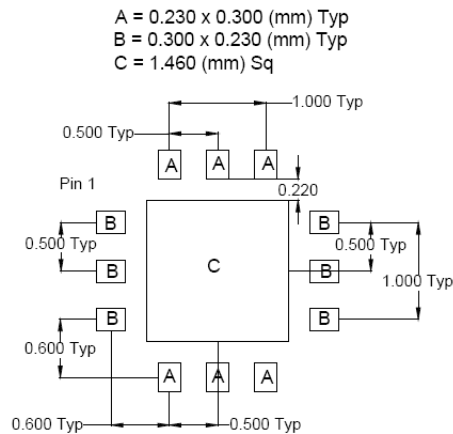 A = 0.230 x 0.300 (mm) Typ
B = 0.300 x 0.230 (mm) Typ
C = 1.460 (mm) Sq
1.000 Typ
0.500 Typ
A A A
Pin 1
0.220
B B
0.500 Typ C 0.500 Typ
B B
1.000 Typ
B B
0.600 Typ
A A A
0.600 Typ 0.500 Typ